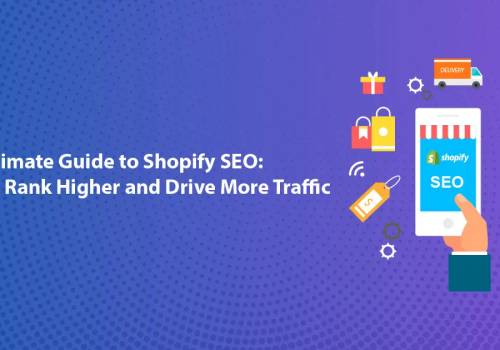 imate Guide to Shopify SEO:
Rank Higher and Drive More Traffic
DELIVERY
shopify
SEO
S